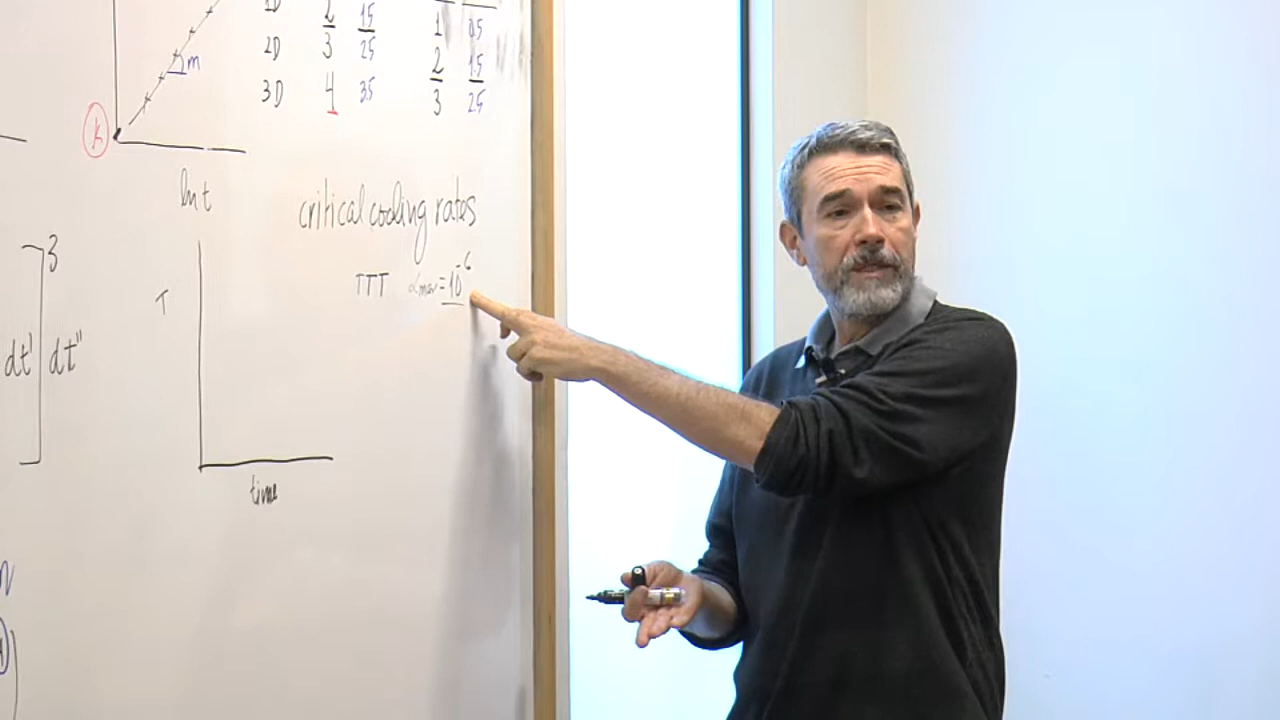 1D 2 1.5 1 0.5
2D 3 2.5 2 1.5
3D 4 3.5 3 2.5
m
k
ln t
critical cooling rates
TTT αmax = 10⁻⁶
T
]³
dt' dt"
time
n